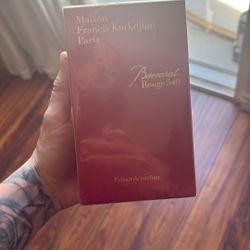 Maison
Francis Kurkdjian
Paris
Baccarat
Rouge 540
Extrait de parfum